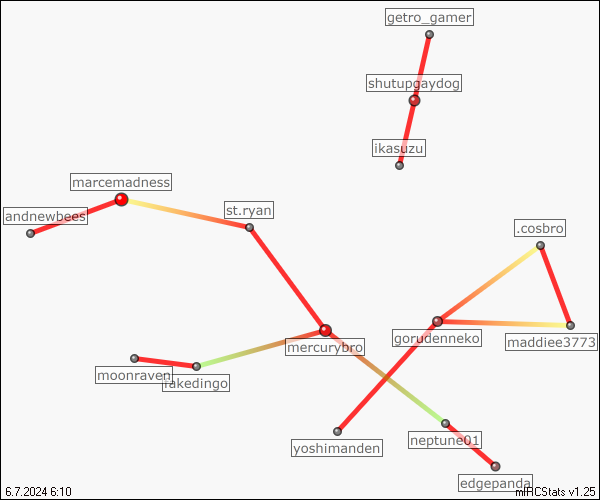 getro_gamer
shutupgaydog
ikasuzu
marcemadness
andnewbees
st.ryan
.cosbro
mercurybro
gorudenneko
maddiee3773
moonraven
fakedingo
yoshimanden
neptune01
edgepanda
6.7.2024 6:10
mIRCStats v1.25